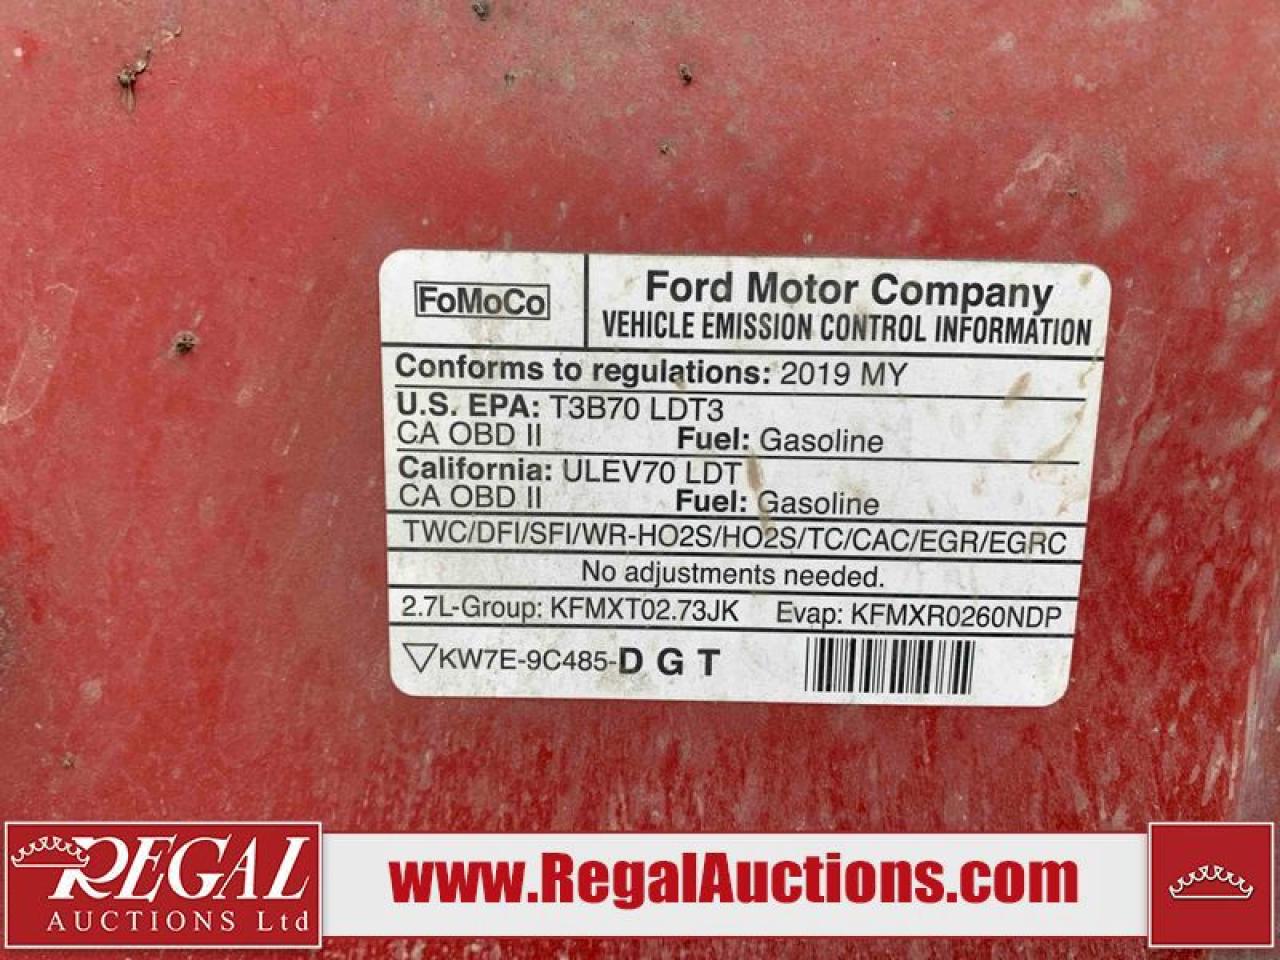 FoMoCo
Ford Motor Company
VEHICLE EMISSION CONTROL INFORMATION
Conforms to regulations: 2019 MY
U.S. EPA: T3B70 LDT3
CA OBD II Fuel: Gasoline
California: ULEV70 LDT
CA OBD II Fuel: Gasoline
TWC/DFI/SFI/WR-HO2S/HO2S/TC/CAC/EGR/EGRC
No adjustments needed.
2.7L-Group: KFMXT02.73JK Evap: KFMXR0260NDP
KW7E-9C485-D G T
REGAL
AUCTIONS Ltd
www.RegalAuctions.com